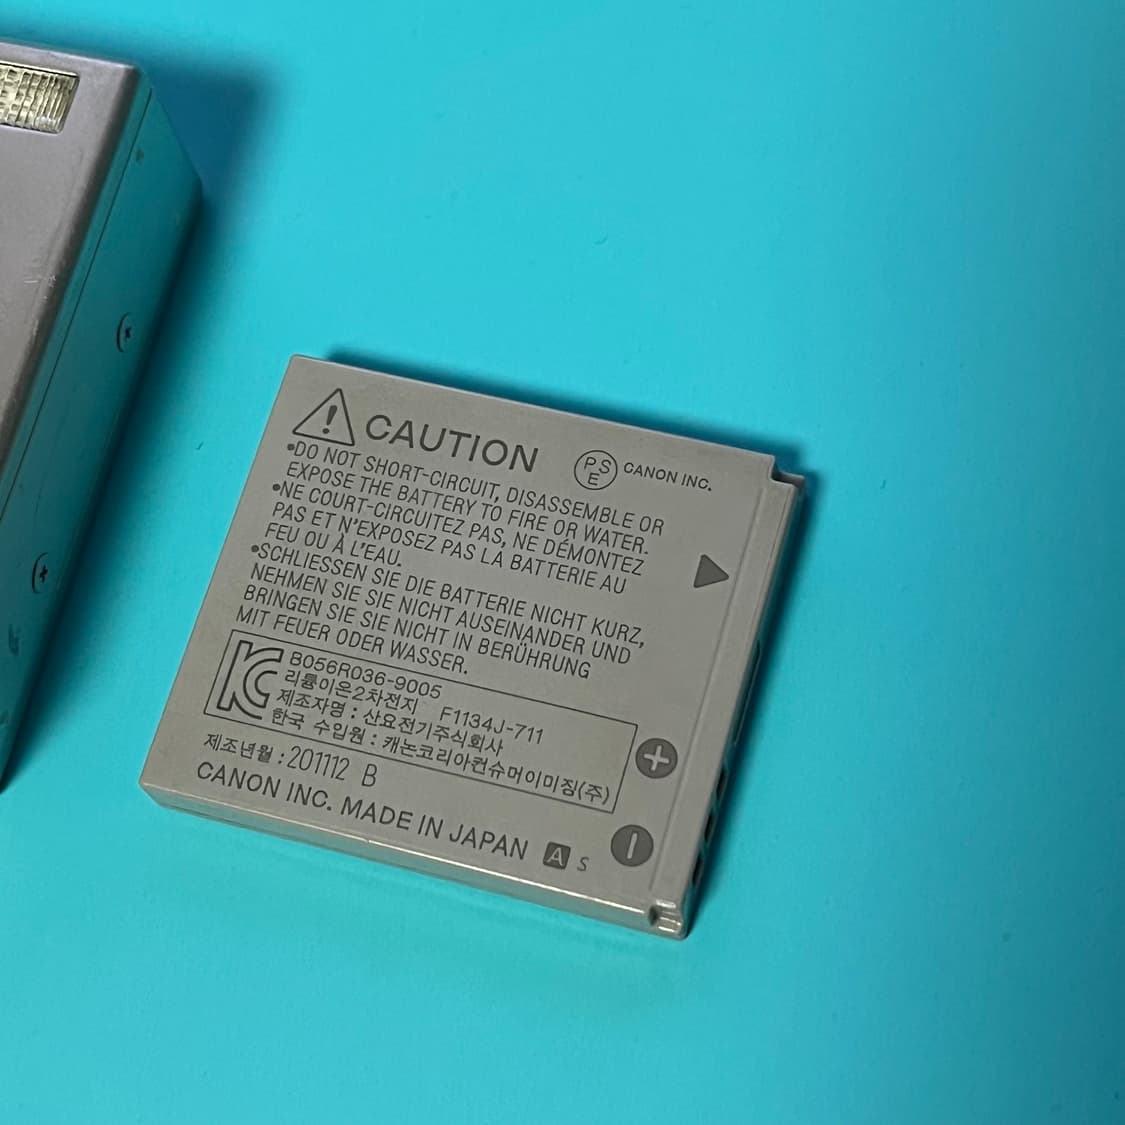 CAUTION
PSE CANON INC.
•DO NOT SHORT-CIRCUIT, DISASSEMBLE OR
EXPOSE THE BATTERY TO FIRE OR WATER.
•NE COURT-CIRCUITEZ PAS, NE DÉMONTEZ
PAS ET N'EXPOSEZ PAS LA BATTERIE AU
FEU OU À L'EAU.
•SCHLIESSEN SIE DIE BATTERIE NICHT KURZ,
NEHMEN SIE SIE NICHT AUSEINANDER UND
BRINGEN SIE SIE NICHT IN BERÜHRUNG
MIT FEUER ODER WASSER.
KC
B056R036-9005
리튬이온2차전지 F1134J-711
제조자명 : 산요전기주식회사
한국 수입원 : 캐논코리아컨슈머이미징(주)
제조년월 : 201112 B
CANON INC. MADE IN JAPAN A S